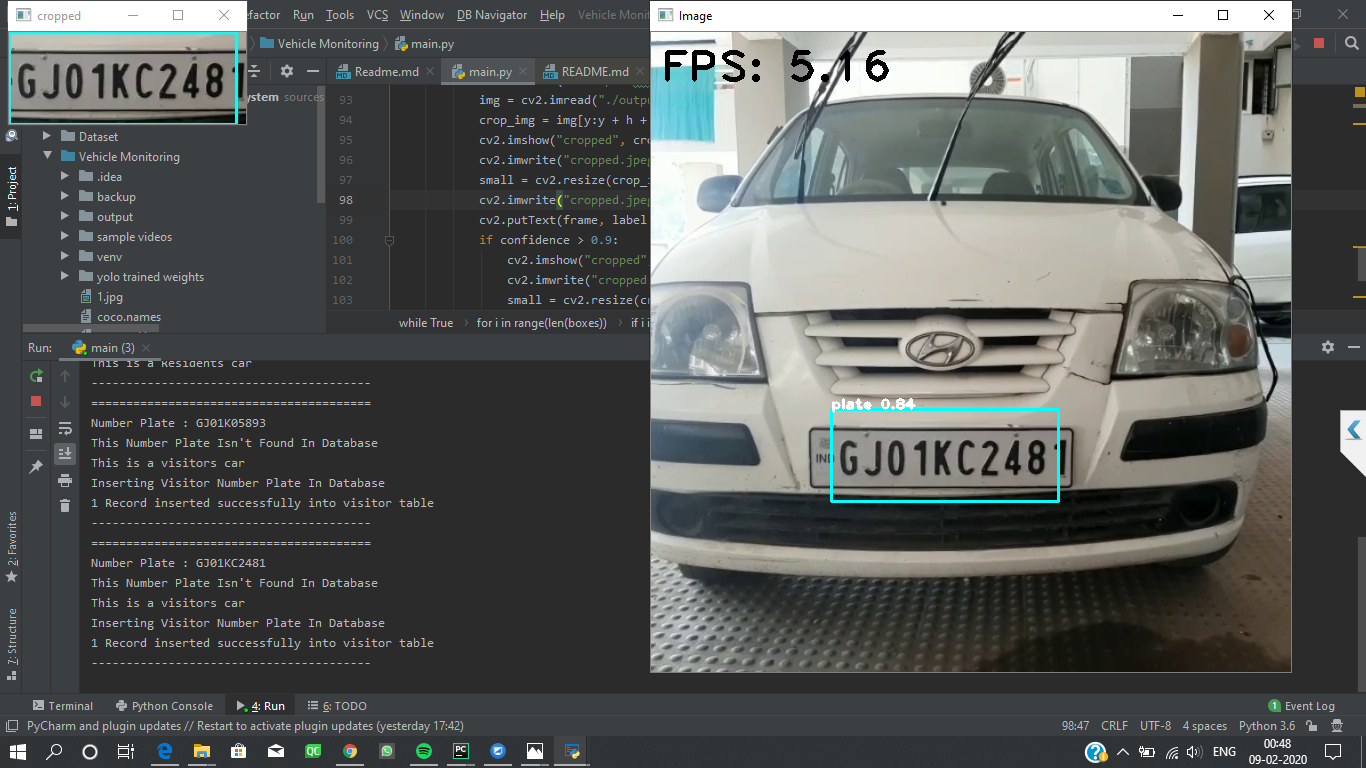 cropped
GJ01KC2481
efactor Run Tools VCS Window DB Navigator Help Vehicle Monit
Vehicle Monitoring main.py
Readme.md main.py README.md
ystem sources
Dataset
Vehicle Monitoring
.idea
backup
output
sample videos
venv
yolo trained weights
1.jpg
coco.names
93 img = cv2.imread("./outpu
94 crop_img = img[y:y + h +
95 cv2.imshow("cropped", cro
96 cv2.imwrite("cropped.jpeg
97 small = cv2.resize(crop_i
98 cv2.imwrite("cropped.jpeg
99 cv2.putText(frame, label
100 if confidence > 0.9:
101 cv2.imshow("cropped"
102 cv2.imwrite("cropped
103 small = cv2.resize(cr
while True for i in range(len(boxes)) if i i
Image
FPS: 5.16
plate 0.84
IND GJ01KC2481
1: Project
2: Favorites
7: Structure
Run: main (3)
This is a Residents car
----------------------------------------
========================================
Number Plate : GJ01K05893
This Number Plate Isn't Found In Database
This is a visitors car
Inserting Visitor Number Plate In Database
1 Record inserted successfully into visitor table
----------------------------------------
========================================
Number Plate : GJ01KC2481
This Number Plate Isn't Found In Database
This is a visitors car
Inserting Visitor Number Plate In Database
1 Record inserted successfully into visitor table
----------------------------------------
Terminal Python Console 4: Run 6: TODO 1 Event Log
PyCharm and plugin updates // Restart to activate plugin updates (yesterday 17:42) 98:47 CRLF UTF-8 4 spaces Python 3.6
QC PC ENG 00:48
09-02-2020